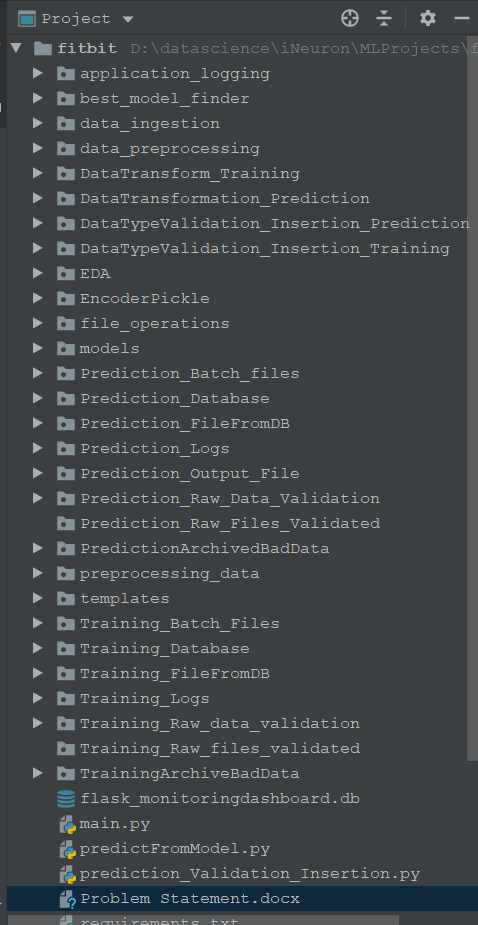 Project
fitbit D:\datascience\iNeuron\MLProjects\f
application_logging
best_model_finder
data_ingestion
data_preprocessing
DataTransform_Training
DataTransformation_Prediction
DataTypeValidation_Insertion_Prediction
DataTypeValidation_Insertion_Training
EDA
EncoderPickle
file_operations
models
Prediction_Batch_files
Prediction_Database
Prediction_FileFromDB
Prediction_Logs
Prediction_Output_File
Prediction_Raw_Data_Validation
Prediction_Raw_Files_Validated
PredictionArchivedBadData
preprocessing_data
templates
Training_Batch_Files
Training_Database
Training_FileFromDB
Training_Logs
Training_Raw_data_validation
Training_Raw_files_validated
TrainingArchiveBadData
flask_monitoringdashboard.db
main.py
predictFromModel.py
prediction_Validation_Insertion.py
Problem Statement.docx
requirements.txt